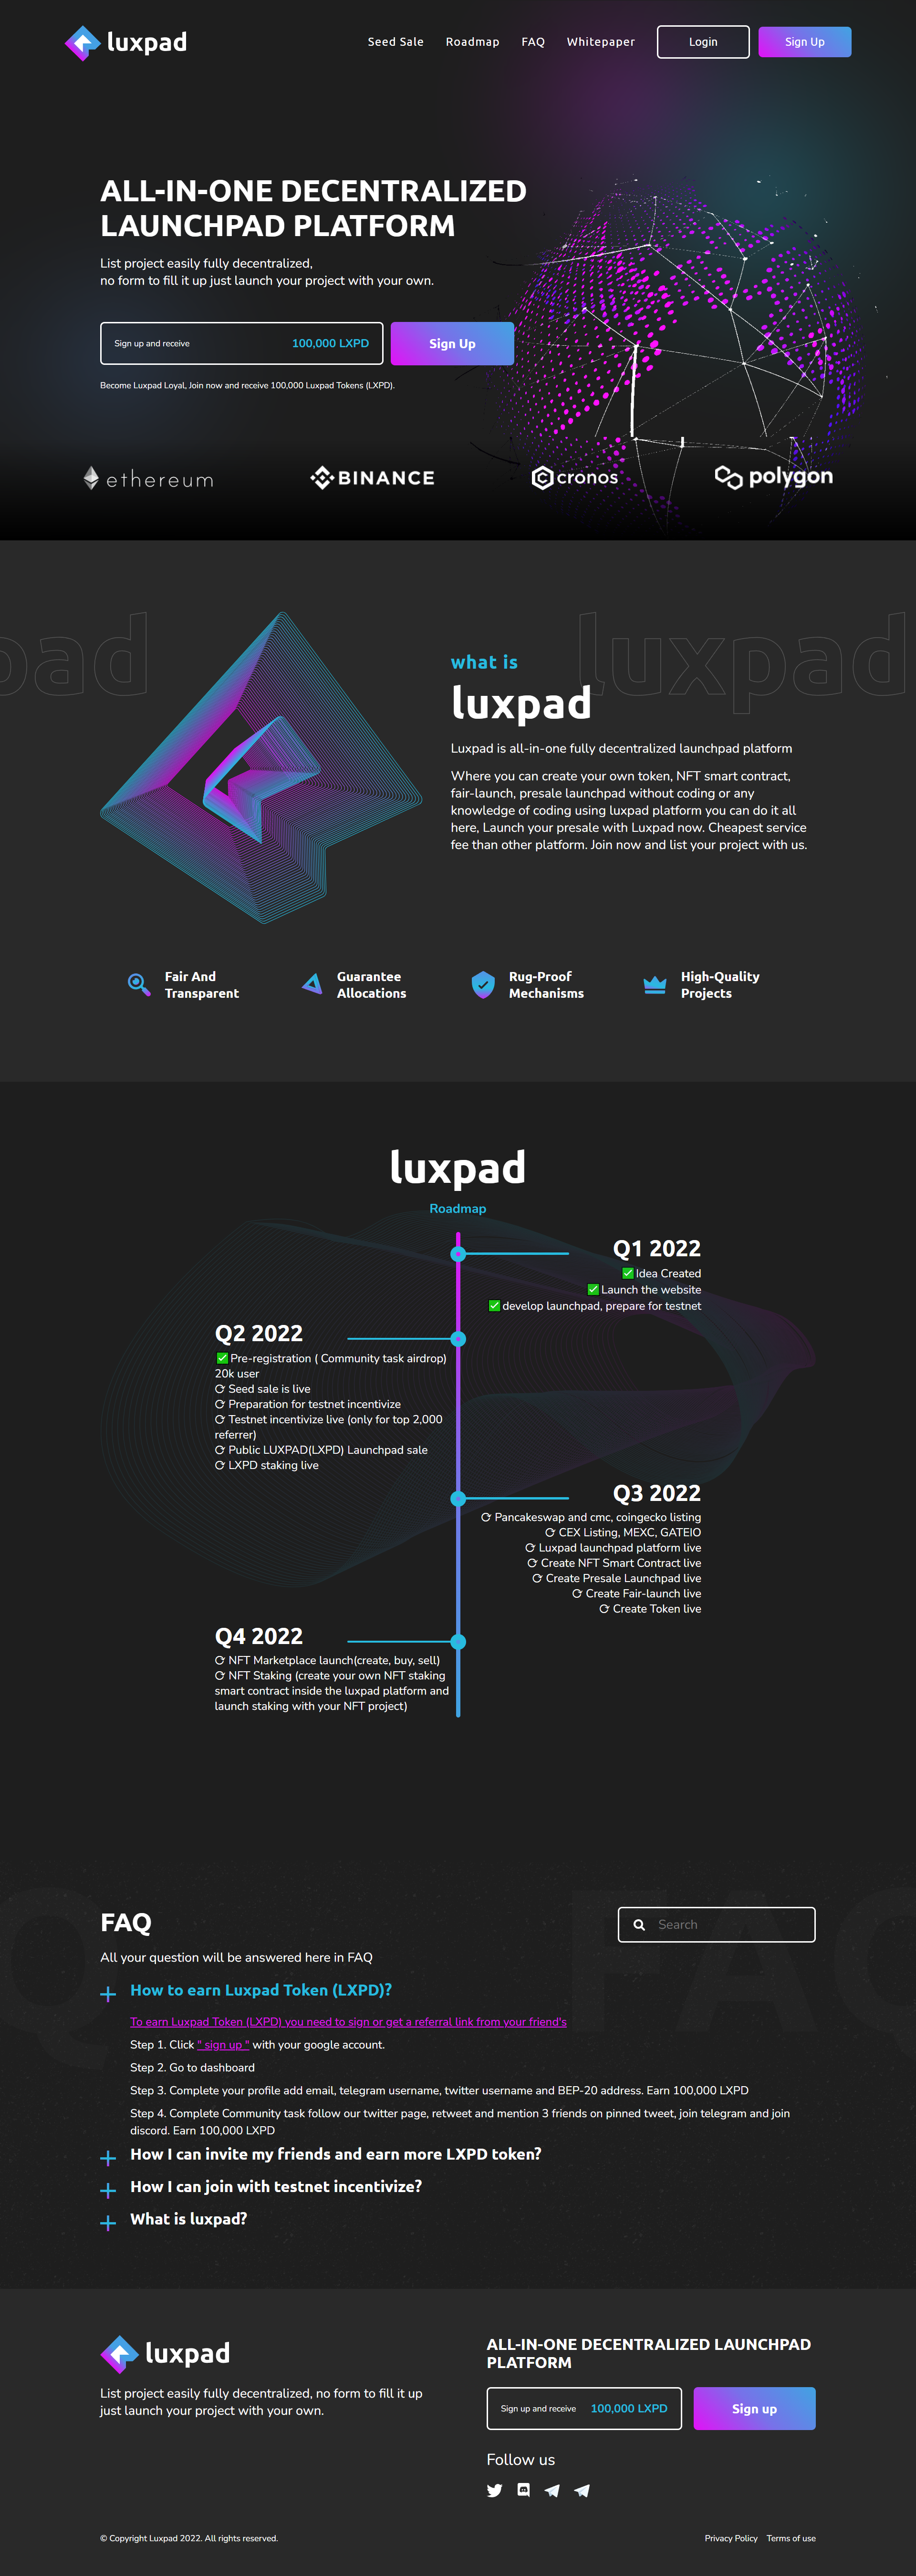 luxpad
Seed Sale
Roadmap
FAQ
Whitepaper
Login
Sign Up
ALL-IN-ONE DECENTRALIZED
LAUNCHPAD PLATFORM
List project easily fully decentralized,
no form to fill it up just launch your project with your own.
Sign up and receive
100,000 LXPD
Sign Up
Become Luxpad Loyal, Join now and receive 100,000 Luxpad Tokens (LXPD).
ethereum
BINANCE
cronos
polygon
pad
luxpad
what is
luxpad
Luxpad is all-in-one fully decentralized launchpad platform
Where you can create your own token, NFT smart contract,
fair-launch, presale launchpad without coding or any
knowledge of coding using luxpad platform you can do it all
here, Launch your presale with Luxpad now. Cheapest service
fee than other platform. Join now and list your project with us.
Fair And
Transparent
Guarantee
Allocations
Rug-Proof
Mechanisms
High-Quality
Projects
luxpad
Roadmap
Q1 2022
✅ Idea Created
✅ Launch the website
✅ develop launchpad, prepare for testnet
Q2 2022
✅ Pre-registration ( Community task airdrop)
20k user
Seed sale is live
Preparation for testnet incentivize
Testnet incentivize live (only for top 2,000
referrer)
Public LUXPAD(LXPD) Launchpad sale
LXPD staking live
Q3 2022
Pancakeswap and cmc, coingecko listing
CEX Listing, MEXC, GATEIO
Luxpad launchpad platform live
Create NFT Smart Contract live
Create Presale Launchpad live
Create Fair-launch live
Create Token live
Q4 2022
NFT Marketplace launch(create, buy, sell)
NFT Staking (create your own NFT staking
smart contract inside the luxpad platform and
launch staking with your NFT project)
FAQ
Search
All your question will be answered here in FAQ
How to earn Luxpad Token (LXPD)?
To earn Luxpad Token (LXPD) you need to sign or get a referral link from your friend's
Step 1. Click " sign up " with your google account.
Step 2. Go to dashboard
Step 3. Complete your profile add email, telegram username, twitter username and BEP-20 address. Earn 100,000 LXPD
Step 4. Complete Community task follow our twitter page, retweet and mention 3 friends on pinned tweet, join telegram and join
discord. Earn 100,000 LXPD
How I can invite my friends and earn more LXPD token?
How I can join with testnet incentivize?
What is luxpad?
luxpad
List project easily fully decentralized, no form to fill it up
just launch your project with your own.
ALL-IN-ONE DECENTRALIZED LAUNCHPAD
PLATFORM
Sign up and receive
100,000 LXPD
Sign up
Follow us
© Copyright Luxpad 2022. All rights reserved.
Privacy Policy
Terms of use